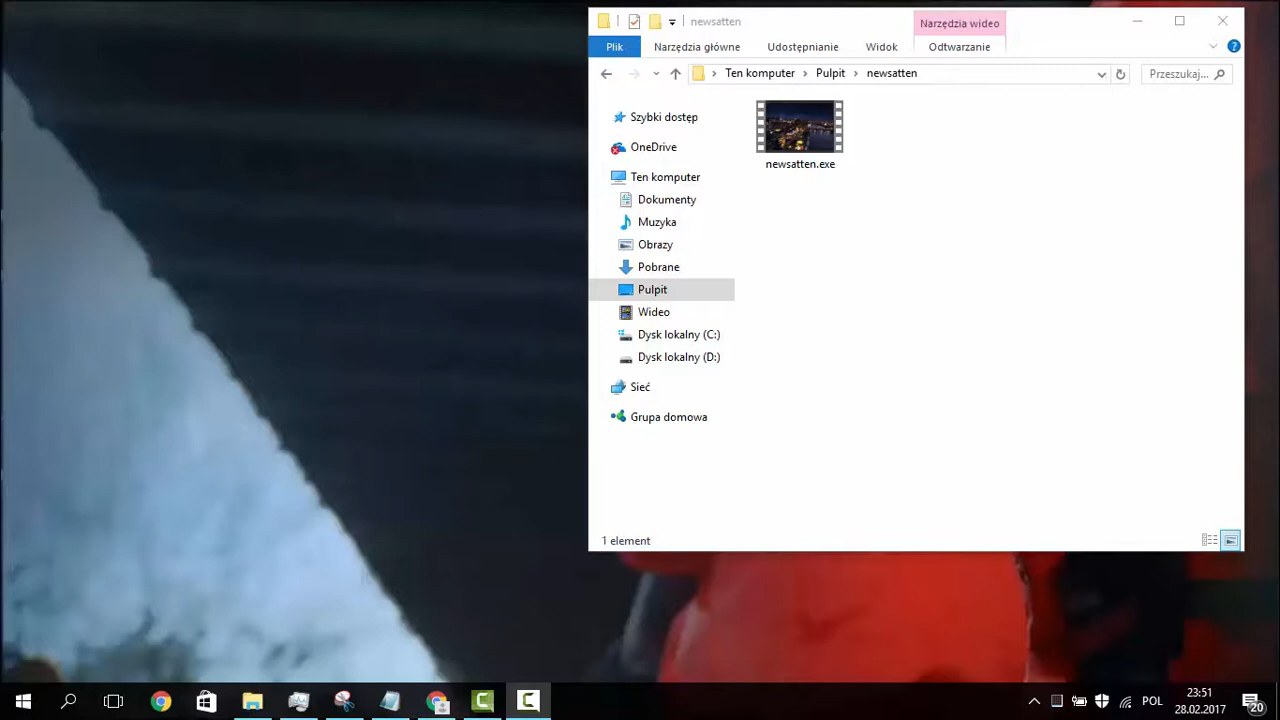 newsatten
Narzędzia wideo
Plik
Narzędzia główne
Udostępnianie
Widok
Odtwarzanie
Ten komputer
Pulpit
newsatten
Przeszukaj...
Szybki dostęp
OneDrive
Ten komputer
Dokumenty
Muzyka
Obrazy
Pobrane
Pulpit
Wideo
Dysk lokalny (C:)
Dysk lokalny (D:)
Sieć
Grupa domowa
newsatten.exe
1 element
POL
23:51
28.02.2017
20